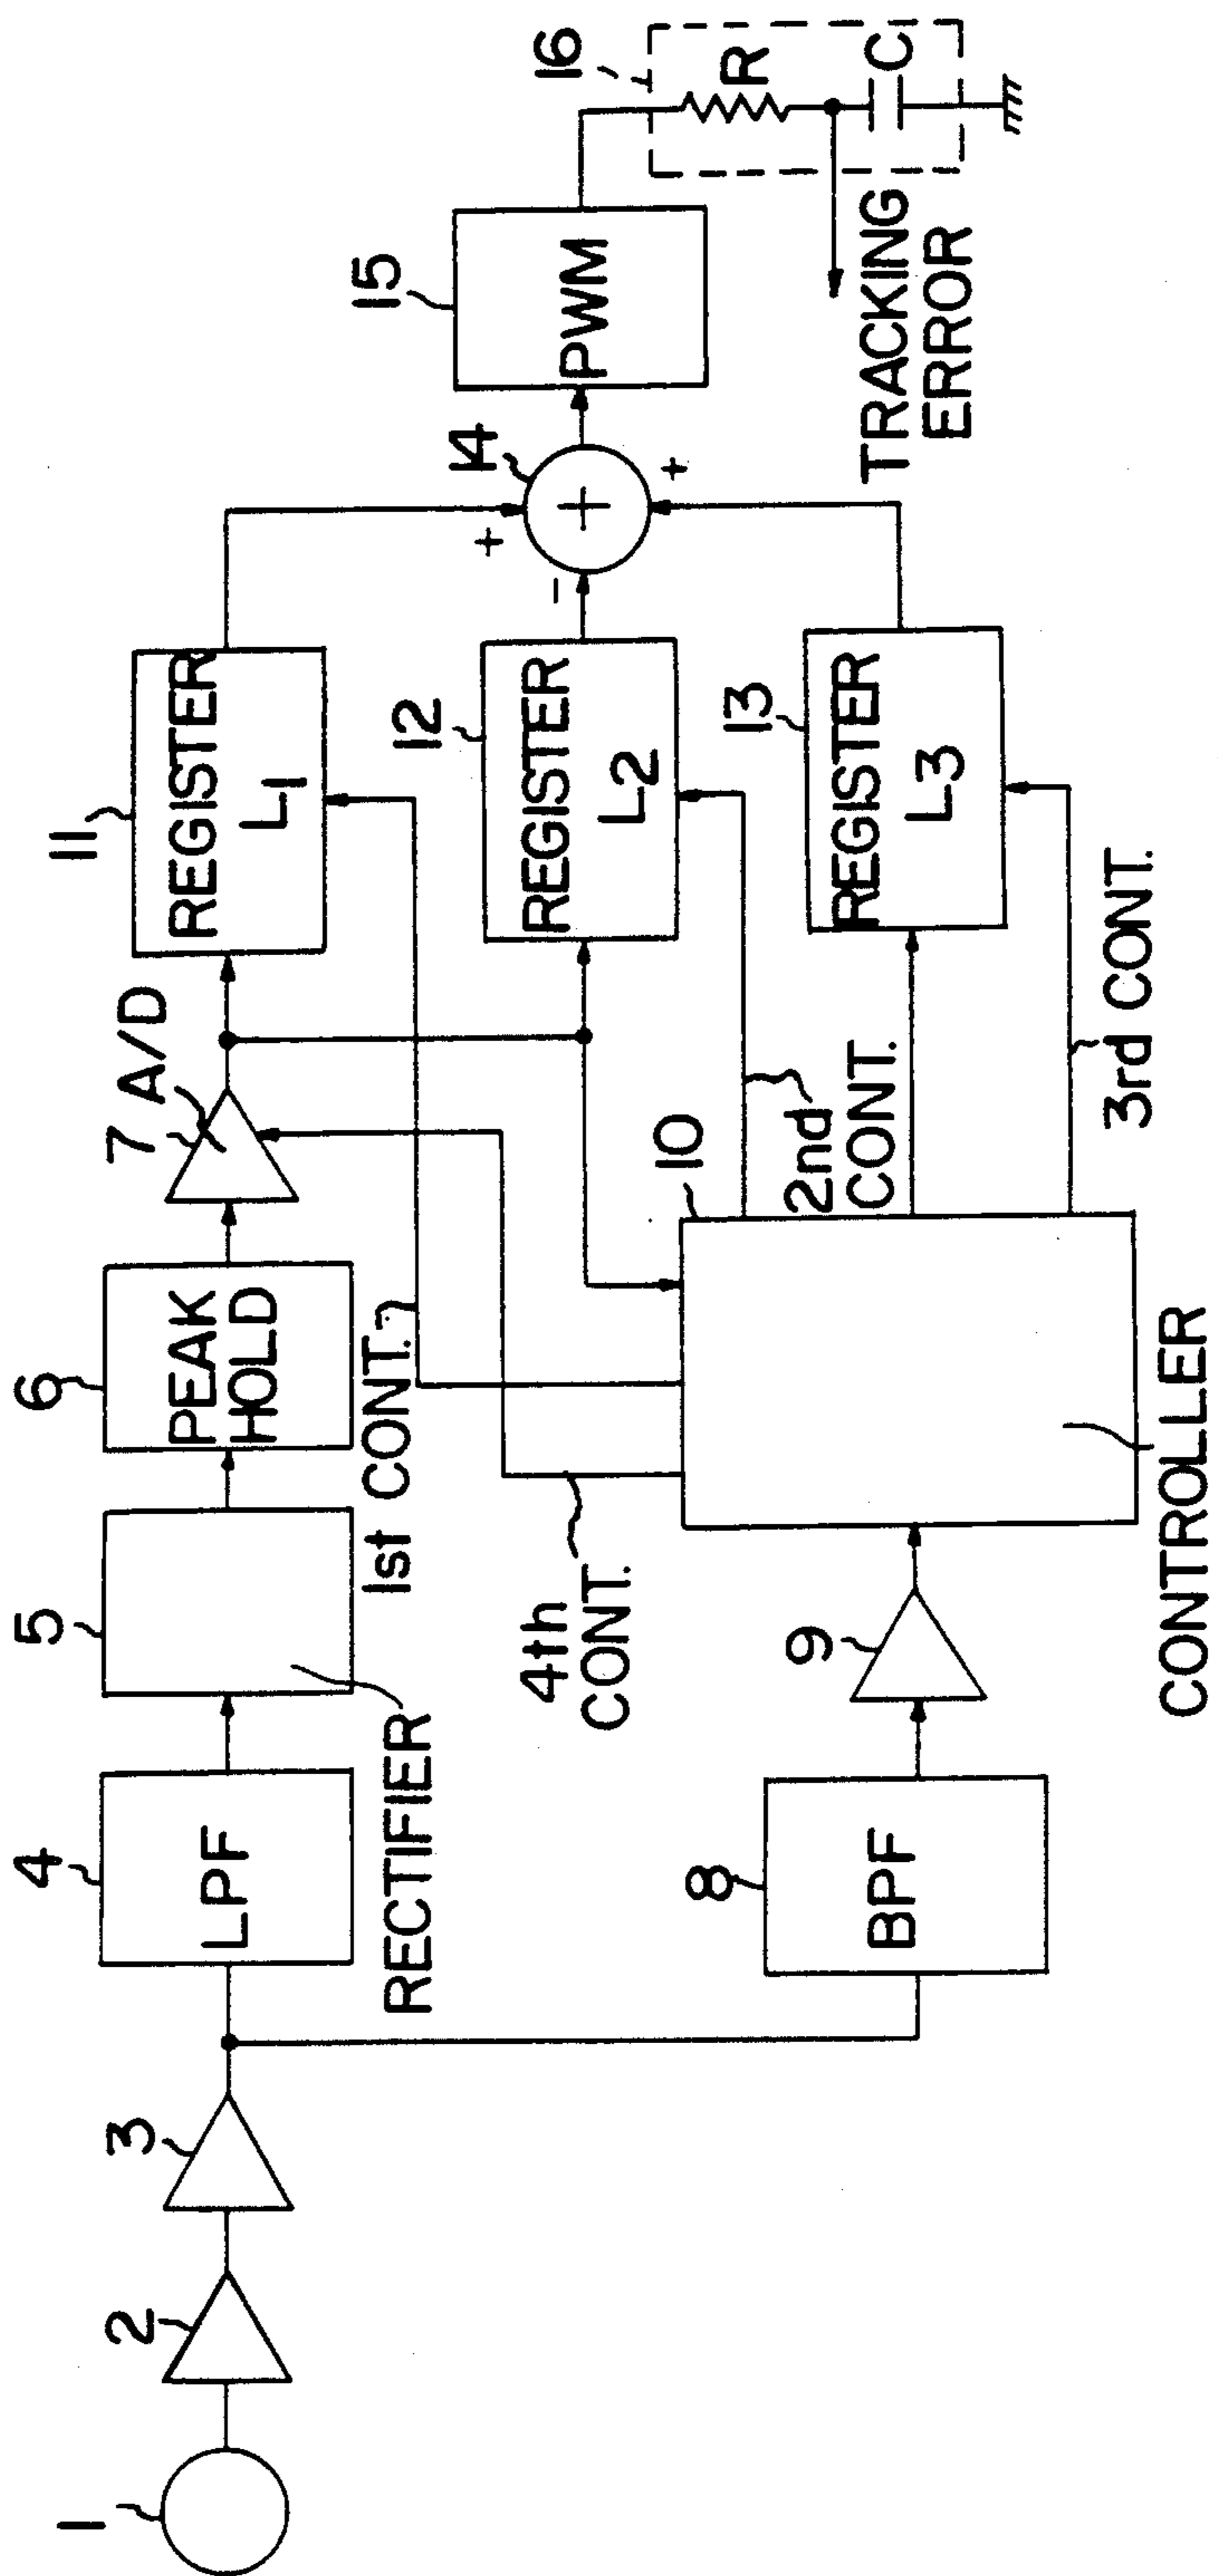 1
2
3
4
LPF
5
RECTIFIER
6
PEAK
HOLD
7
A/D
11
REGISTER
L1
1st CONT.
4th
CONT.
12
REGISTER
L2
14
+
-
+
+
15
PWM
16
R
C
TRACKING
ERROR
8
BPF
9
10
CONTROLLER
2nd
CONT.
13
REGISTER
L3
3rd CONT.